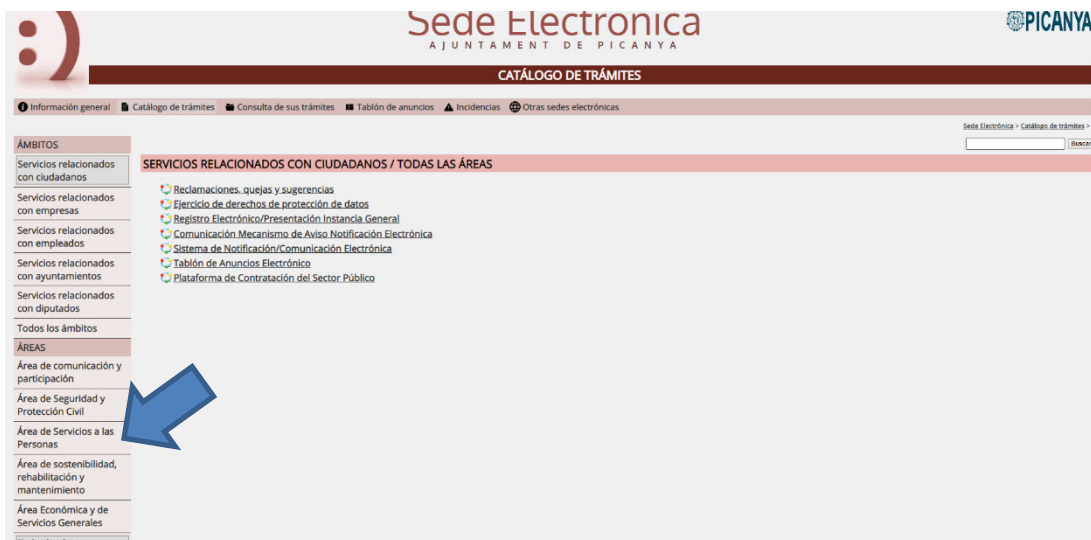 Sede Electrónica
AJUNTAMENT DE PICANYA
PICANYA
CATÁLOGO DE TRÁMITES
Información general Catálogo de trámites Consulta de sus trámites Tablón de anuncios Incidencias Otras sedes electrónicas
Sede Electrónica > Catálogo de trámites >
Buscar
ÁMBITOS
Servicios relacionados
con ciudadanos
Servicios relacionados
con empresas
Servicios relacionados
con empleados
Servicios relacionados
con ayuntamientos
Servicios relacionados
con diputados
Todos los ámbitos
ÁREAS
Área de comunicación y
participación
Área de Seguridad y
Protección Civil
Área de Servicios a las
Personas
Área de sostenibilidad,
rehabilitación y
mantenimiento
Área Económica y de
Servicios Generales
SERVICIOS RELACIONADOS CON CIUDADANOS / TODAS LAS ÁREAS
Reclamaciones, quejas y sugerencias
Ejercicio de derechos de protección de datos
Registro Electrónico/Presentación Instancia General
Comunicación Mecanismo de Aviso Notificación Electrónica
Sistema de Notificación/Comunicación Electrónica
Tablón de Anuncios Electrónico
Plataforma de Contratación del Sector Público